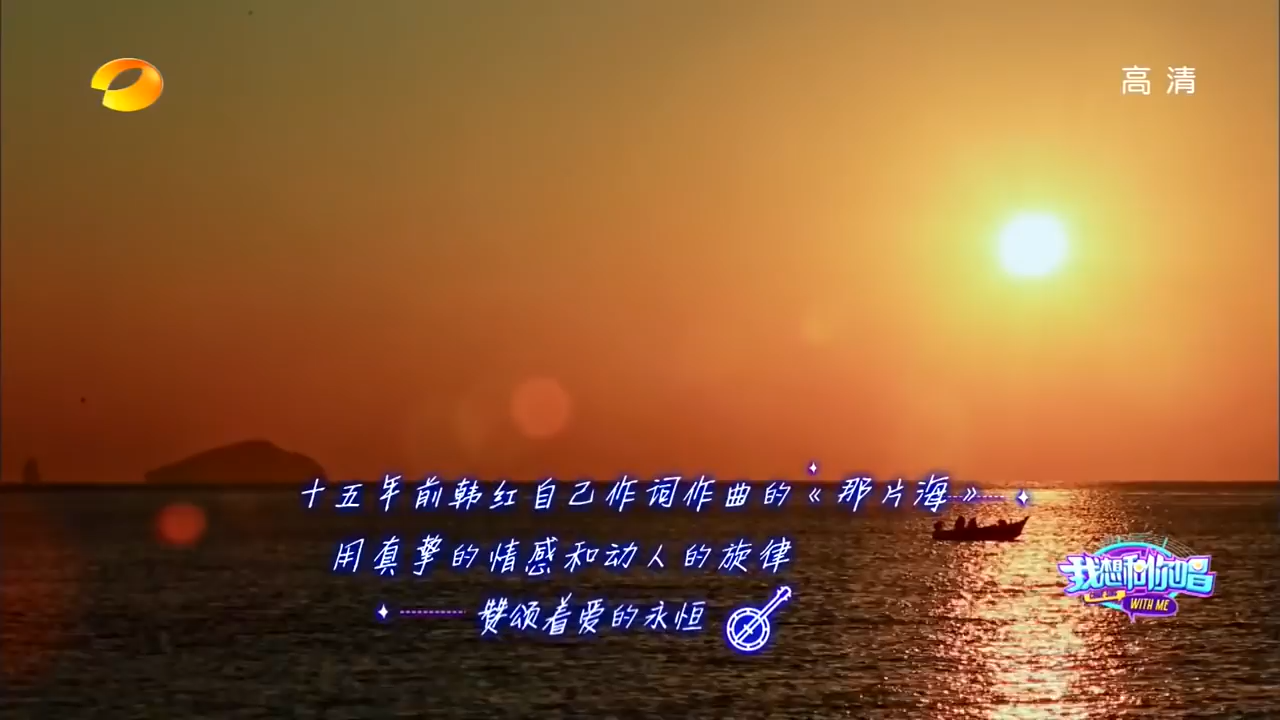 高清
十五年前韩红自己作词作曲的《那片海》
用真挚的情感和动人的旋律
赞颂着爱的永恒
我想和你唱
WITH ME